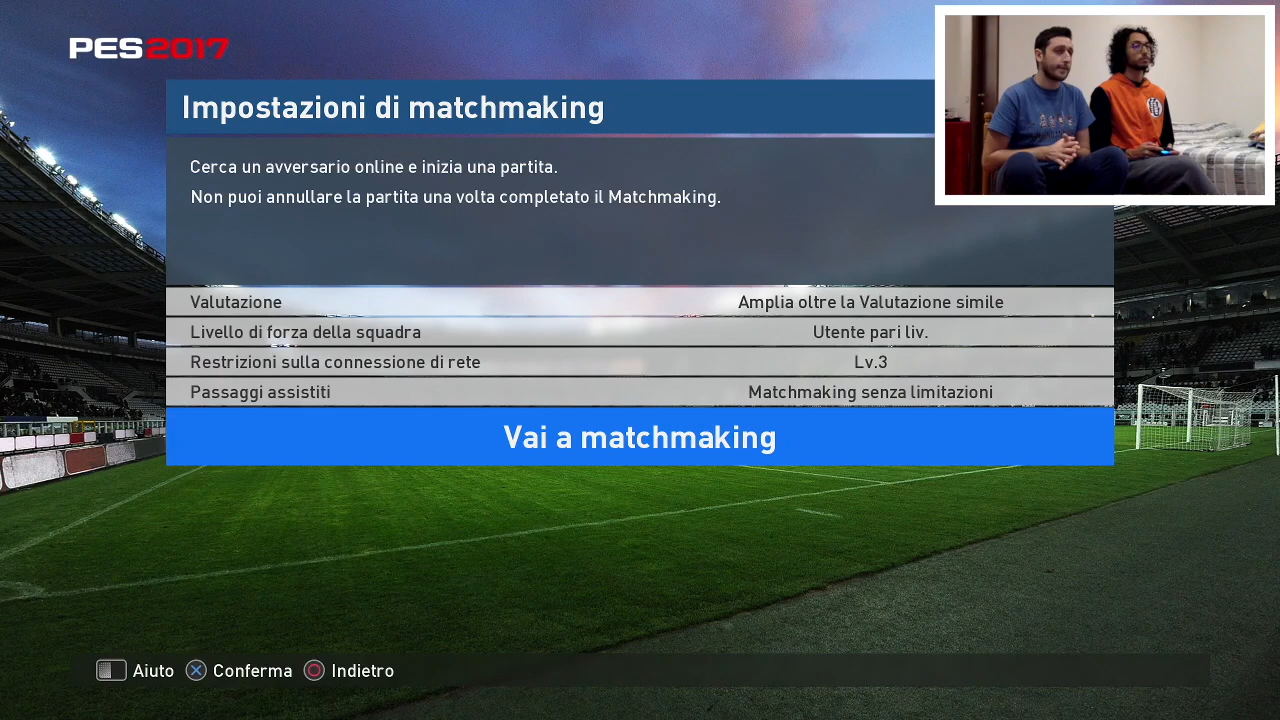 PES2017
Impostazioni di matchmaking
Cerca un avversario online e inizia una partita.
Non puoi annullare la partita una volta completato il Matchmaking.
Valutazione Amplia oltre la Valutazione simile
Livello di forza della squadra Utente pari liv.
Restrizioni sulla connessione di rete Lv.3
Passaggi assistiti Matchmaking senza limitazioni
Vai a matchmaking
Aiuto Conferma Indietro